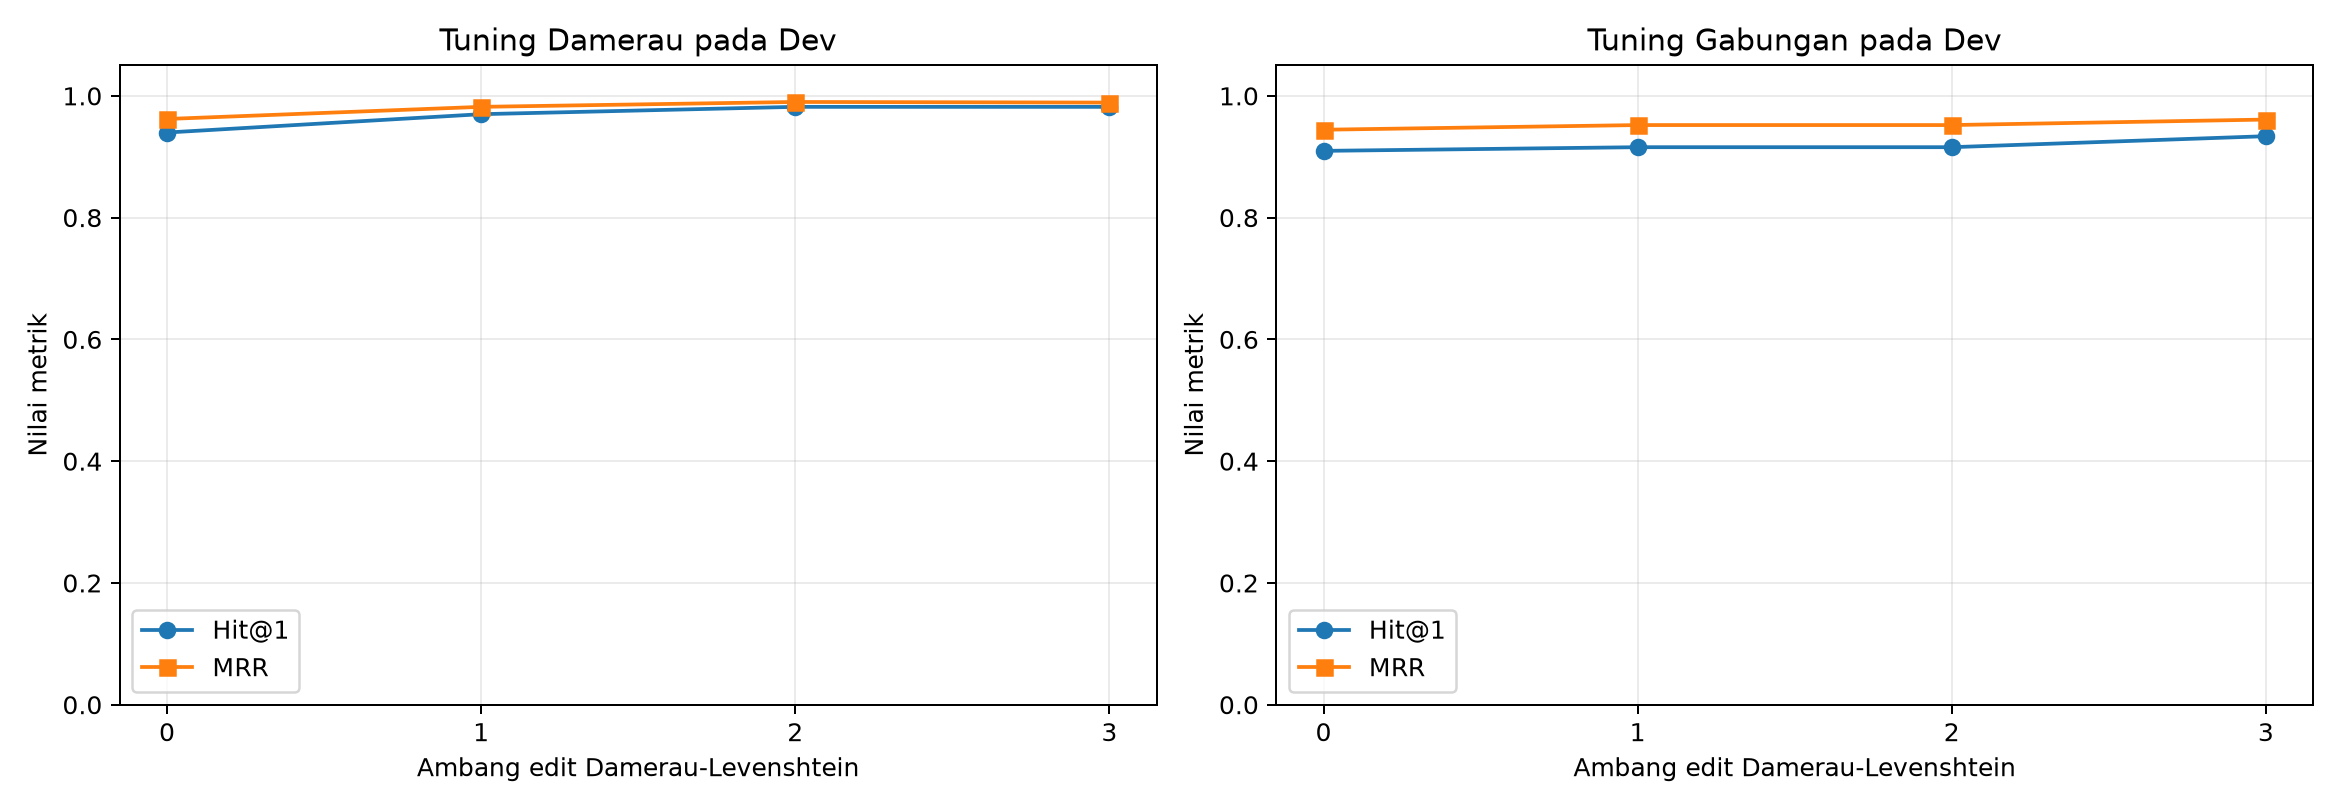 Tuning Damerau pada Dev
Nilai metrik
1.0
0.8
0.6
0.4
0.2
0.0
Hit@1
MRR
0 1 2 3
Ambang edit Damerau-Levenshtein
Tuning Gabungan pada Dev
Nilai metrik
1.0
0.8
0.6
0.4
0.2
0.0
Hit@1
MRR
0 1 2 3
Ambang edit Damerau-Levenshtein